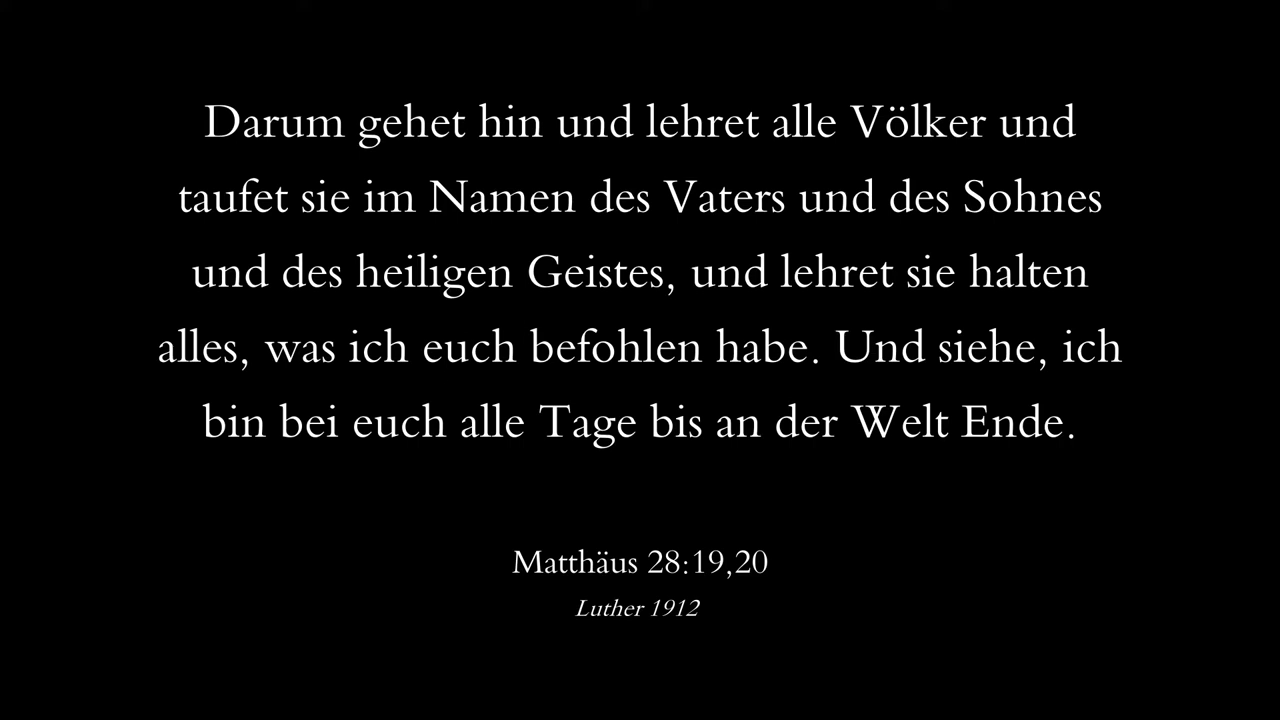 Darum gehet hin und lehret alle Völker und
taufet sie im Namen des Vaters und des Sohnes
und des heiligen Geistes, und lehret sie halten
alles, was ich euch befohlen habe. Und siehe, ich
bin bei euch alle Tage bis an der Welt Ende.
Matthäus 28:19,20
Luther 1912